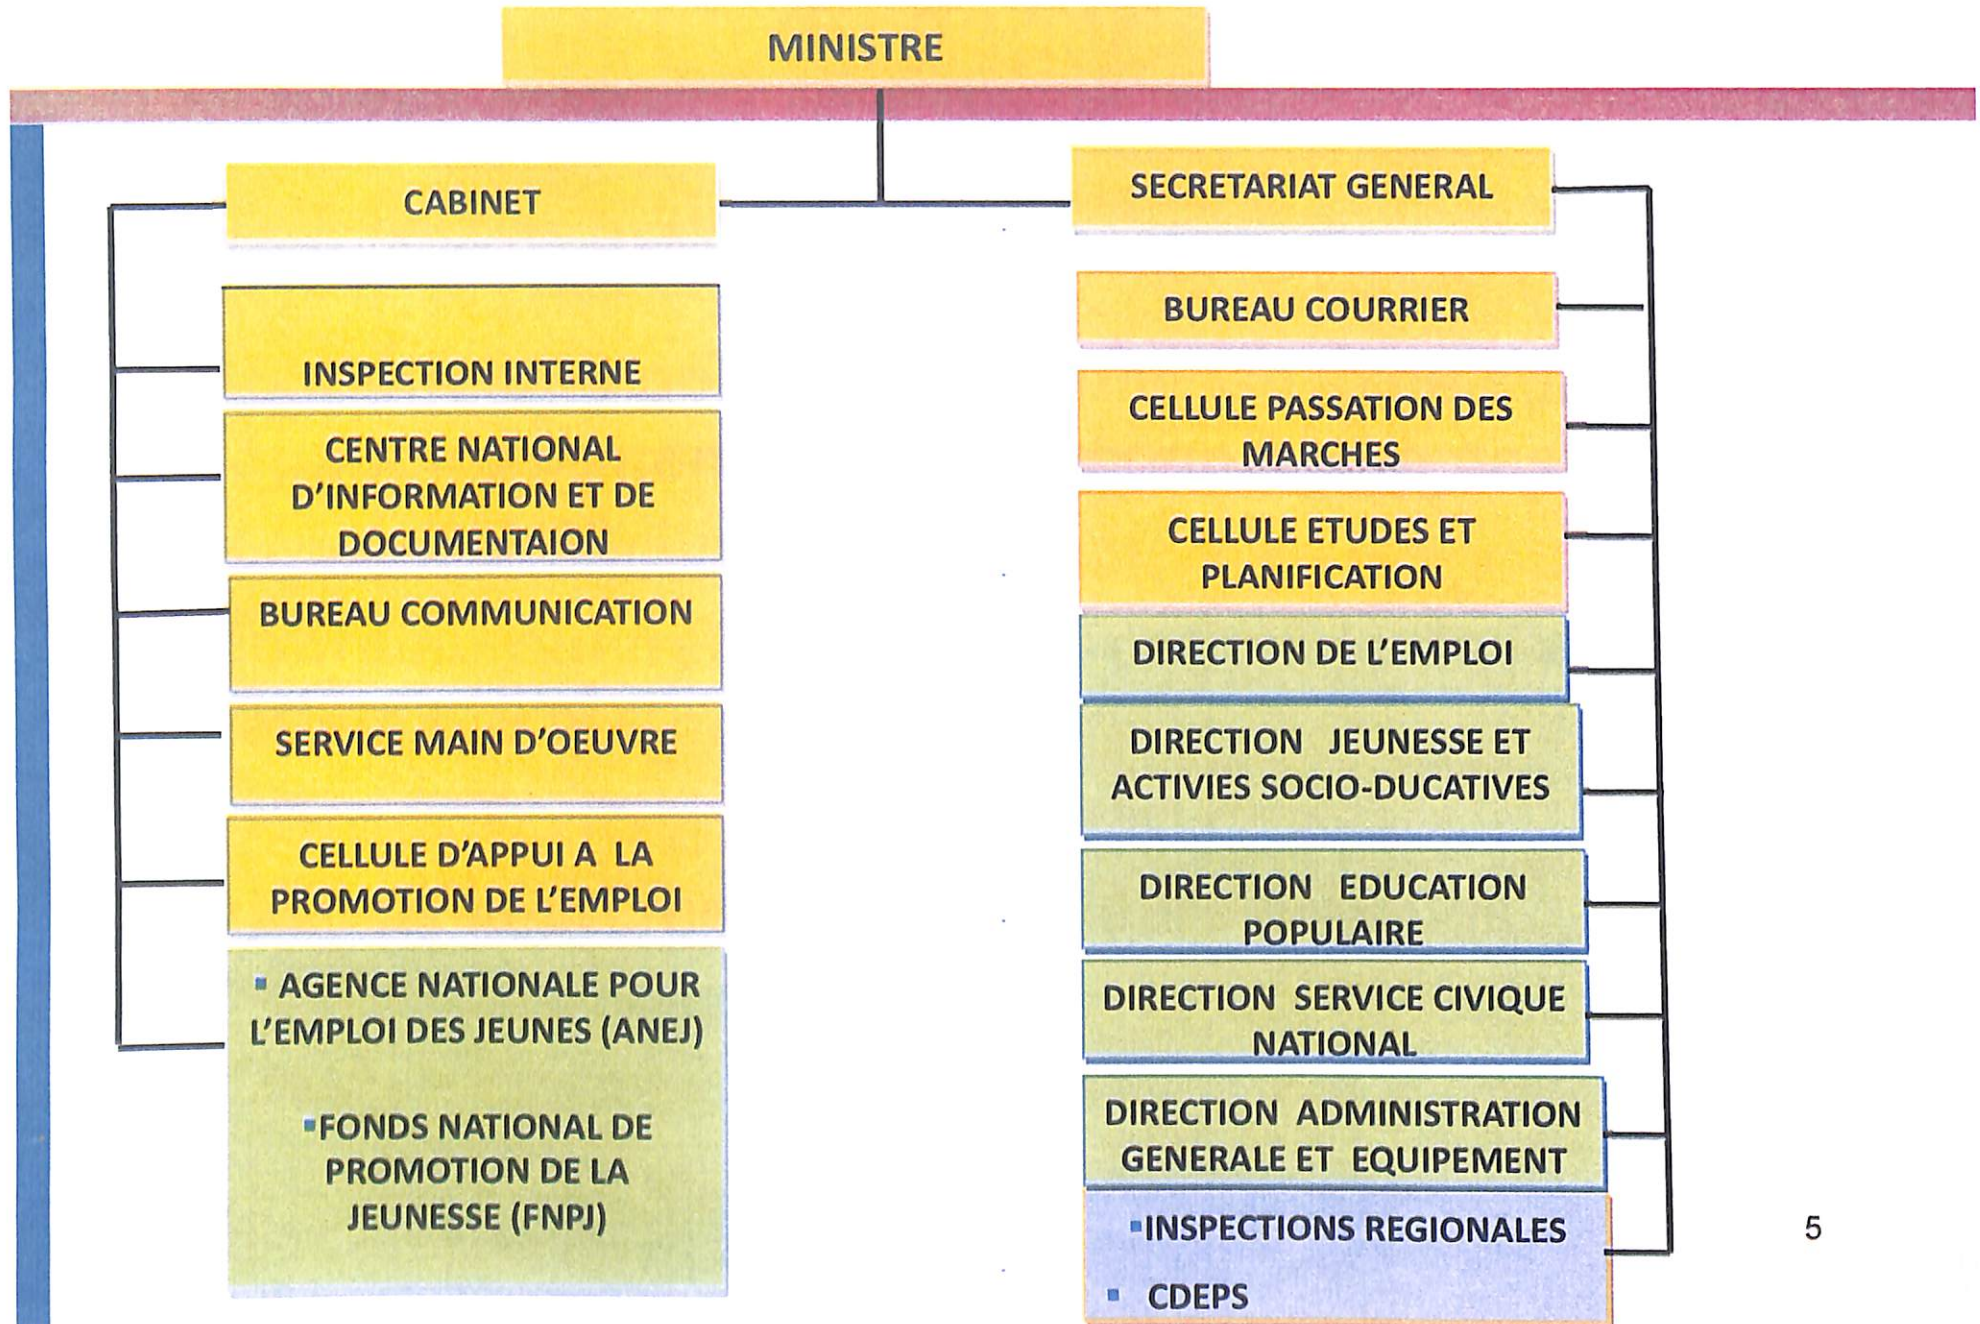 MINISTRE
CABINET
INSPECTION INTERNE
CENTRE NATIONAL
D'INFORMATION ET DE
DOCUMENTAION
BUREAU COMMUNICATION
SERVICE MAIN D'OEUVRE
CELLULE D'APPUI A LA
PROMOTION DE L'EMPLOI
▪ AGENCE NATIONALE POUR
L'EMPLOI DES JEUNES (ANEJ)
▪FONDS NATIONAL DE
PROMOTION DE LA
JEUNESSE (FNPJ)
SECRETARIAT GENERAL
BUREAU COURRIER
CELLULE PASSATION DES
MARCHES
CELLULE ETUDES ET
PLANIFICATION
DIRECTION DE L'EMPLOI
DIRECTION JEUNESSE ET
ACTIVIES SOCIO-DUCATIVES
DIRECTION EDUCATION
POPULAIRE
DIRECTION SERVICE CIVIQUE
NATIONAL
DIRECTION ADMINISTRATION
GENERALE ET EQUIPEMENT
▪INSPECTIONS REGIONALES
▪ CDEPS
5